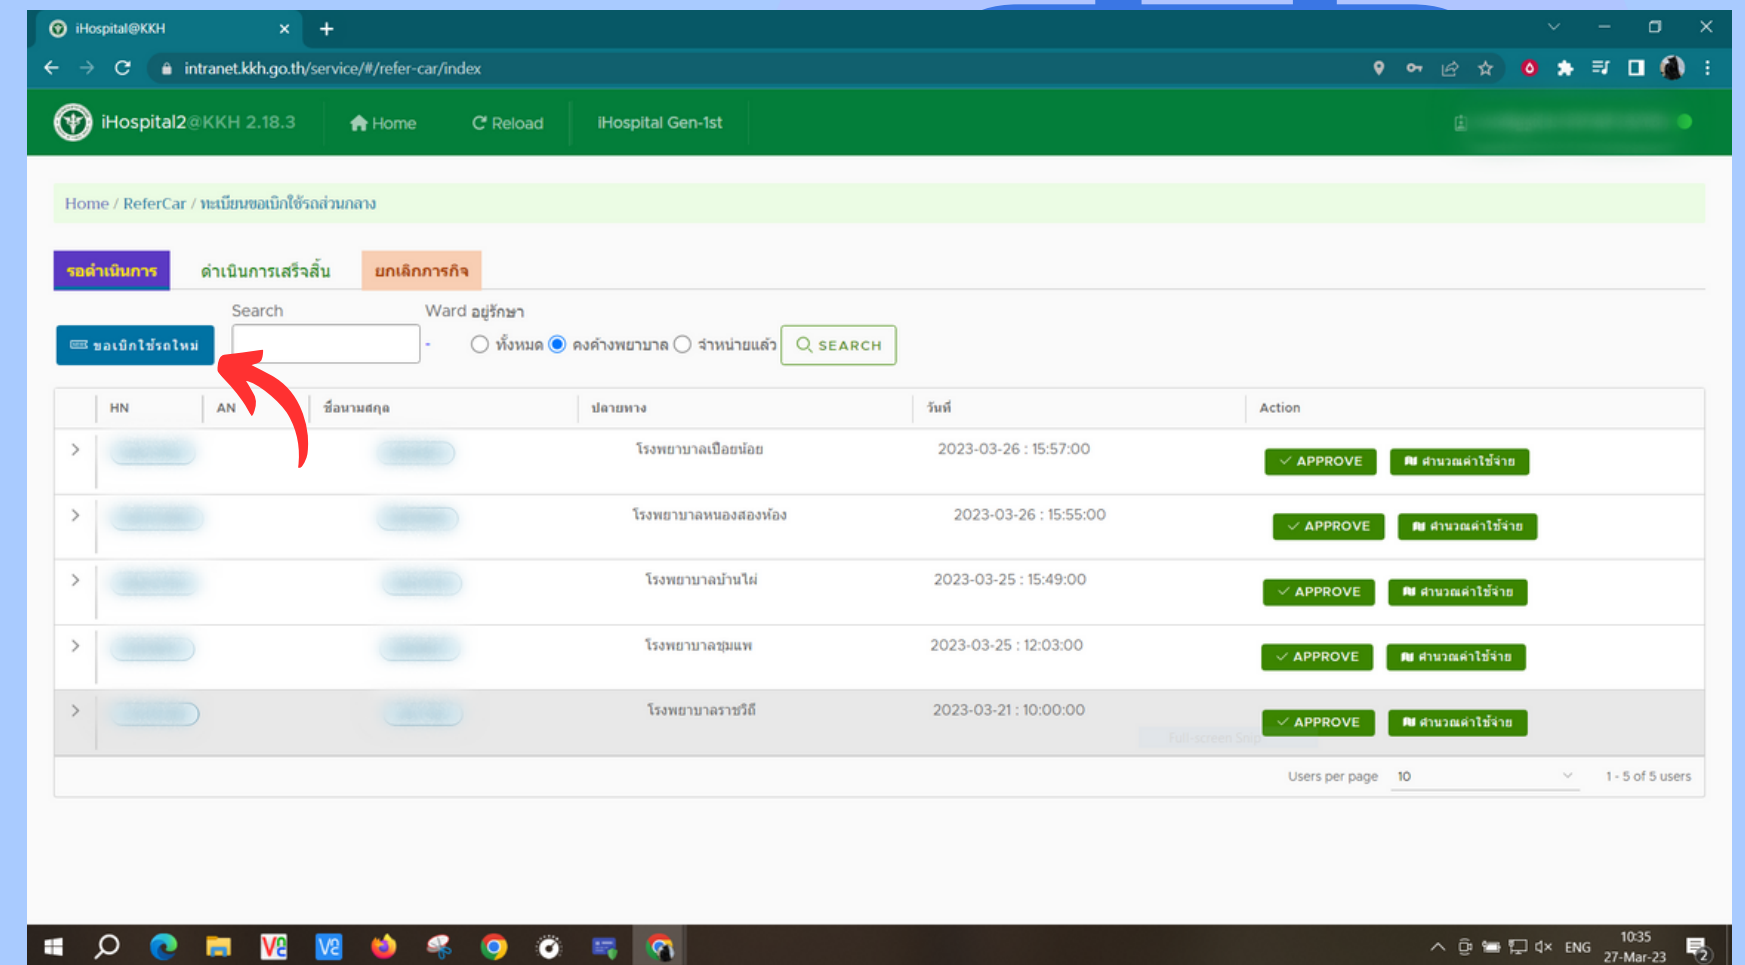 iHospital@KKH
intranet.kkh.go.th/service/#/refer-car/index
iHospital2@KKH 2.18.3 Home Reload iHospital Gen-1st
Home / ReferCar / ทะเบียนขอเบิกใช้รถส่วนกลาง
รอดำเนินการ ดำเนินการเสร็จสิ้น ยกเลิกภารกิจ
Search Ward อยู่รักษา
ขอเบิกใช้รถใหม่ - ทั้งหมด คงค้างพยาบาล จำหน่ายแล้ว SEARCH
HN AN ชื่อนามสกุล ปลายทาง วันที่ Action
โรงพยาบาลเปือยน้อย 2023-03-26 : 15:57:00 APPROVE คำนวณค่าใช้จ่าย
โรงพยาบาลหนองสองห้อง 2023-03-26 : 15:55:00 APPROVE คำนวณค่าใช้จ่าย
โรงพยาบาลบ้านไผ่ 2023-03-25 : 15:49:00 APPROVE คำนวณค่าใช้จ่าย
โรงพยาบาลชุมแพ 2023-03-25 : 12:03:00 APPROVE คำนวณค่าใช้จ่าย
โรงพยาบาลราชวิถี 2023-03-21 : 10:00:00 APPROVE คำนวณค่าใช้จ่าย
Full-screen Snip
Users per page 10 1 - 5 of 5 users
ENG 10:35
27-Mar-23 2